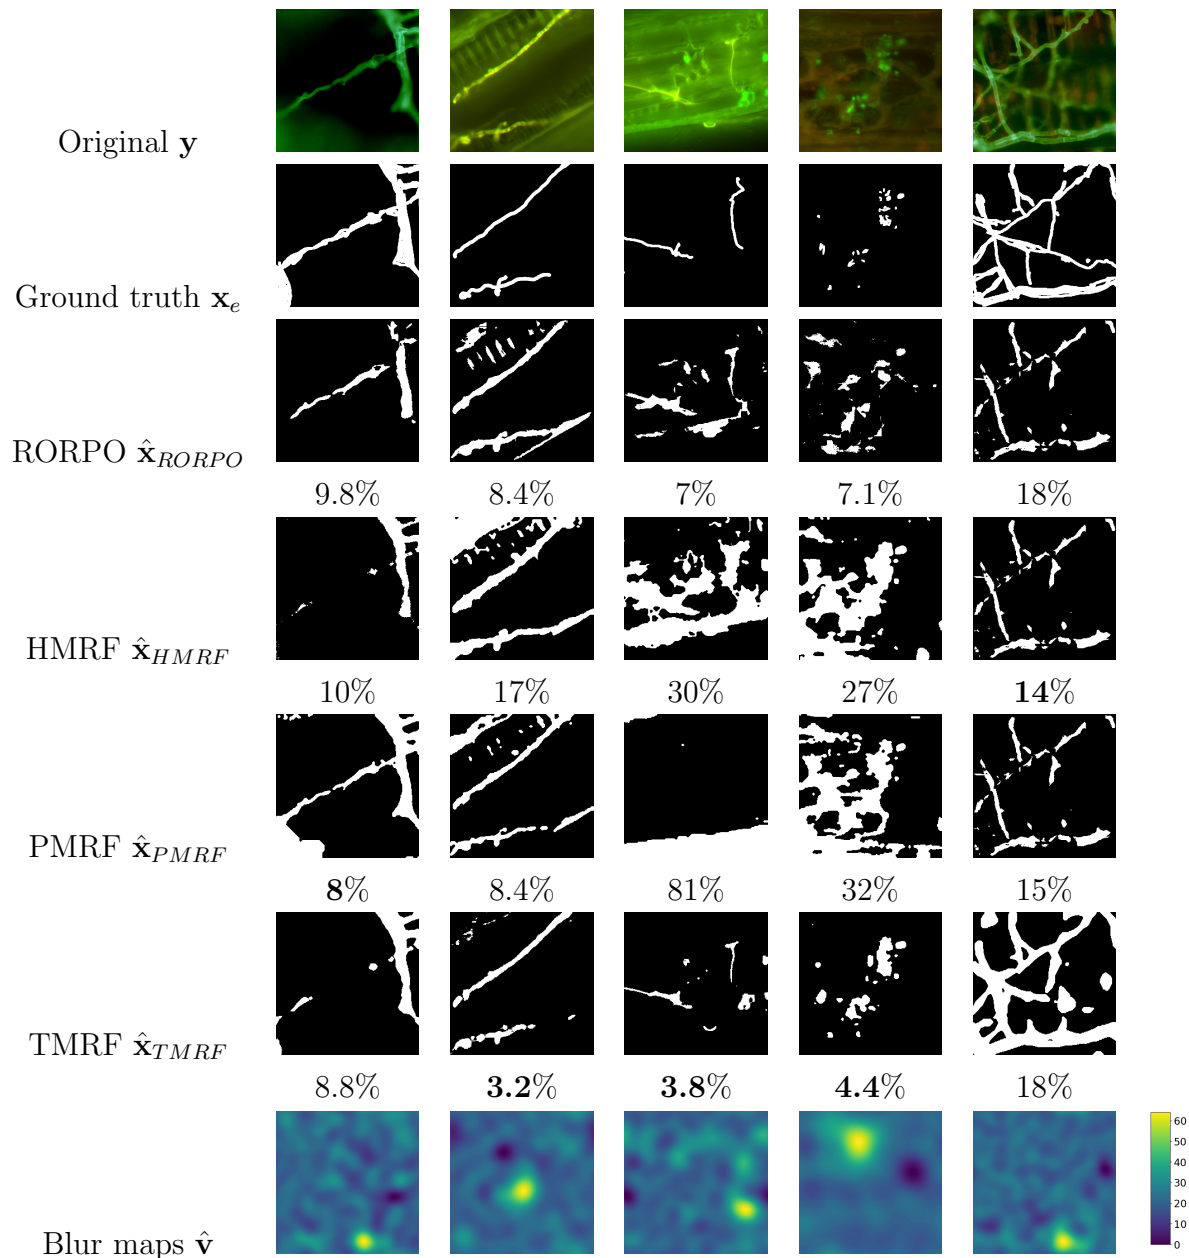 Original y
Ground truth x_e
RORPO x̂_RORPO
9.8% 8.4% 7% 7.1% 18%
HMRF x̂_HMRF
10% 17% 30% 27% 14%
PMRF x̂_PMRF
8% 8.4% 81% 32% 15%
TMRF x̂_TMRF
8.8% 3.2% 3.8% 4.4% 18%
Blur maps v̂
60
50
40
30
20
10
0